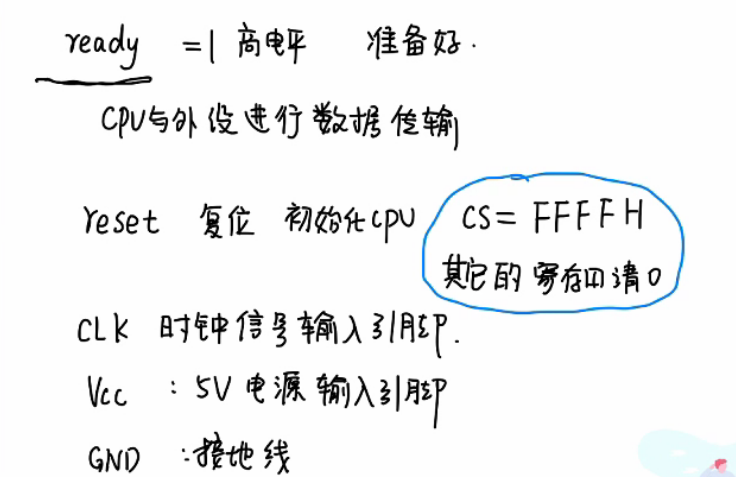 ready =1 高电平 准备好.
CPU与外设进行数据传输
reset 复位 初始化CPU CS= FFFFH
其它的寄存口清0
CLK 时钟信号输入引脚.
Vcc : 5V电源输入引脚
GND :接地线